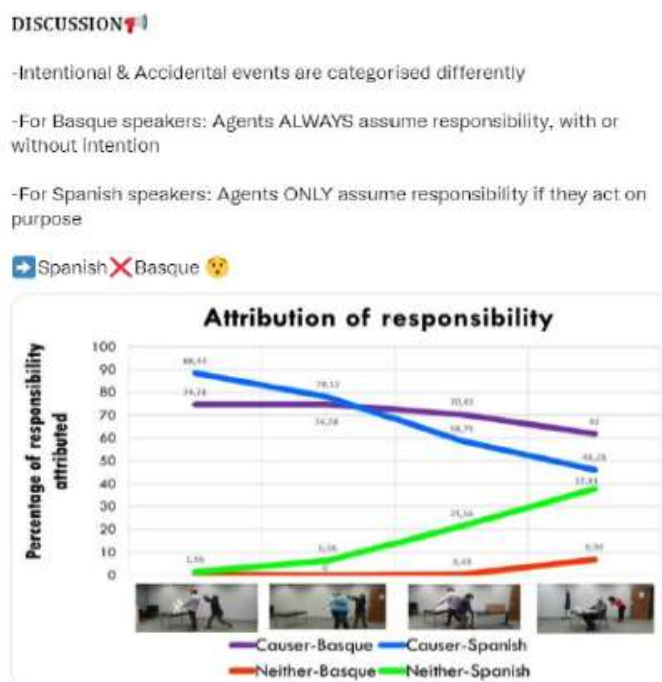 DISCUSSION📢
-Intentional & Accidental events are categorised differently
-For Basque speakers: Agents ALWAYS assume responsibility, with or
without intention
-For Spanish speakers: Agents ONLY assume responsibility if they act on
purpose
➡️Spanish❌Basque 😯
Attribution of responsibility
Percentage of responsibility
attributed
100
90
80
70
60
50
40
30
20
10
0
Causer-Basque Causer-Spanish
Neither-Basque Neither-Spanish